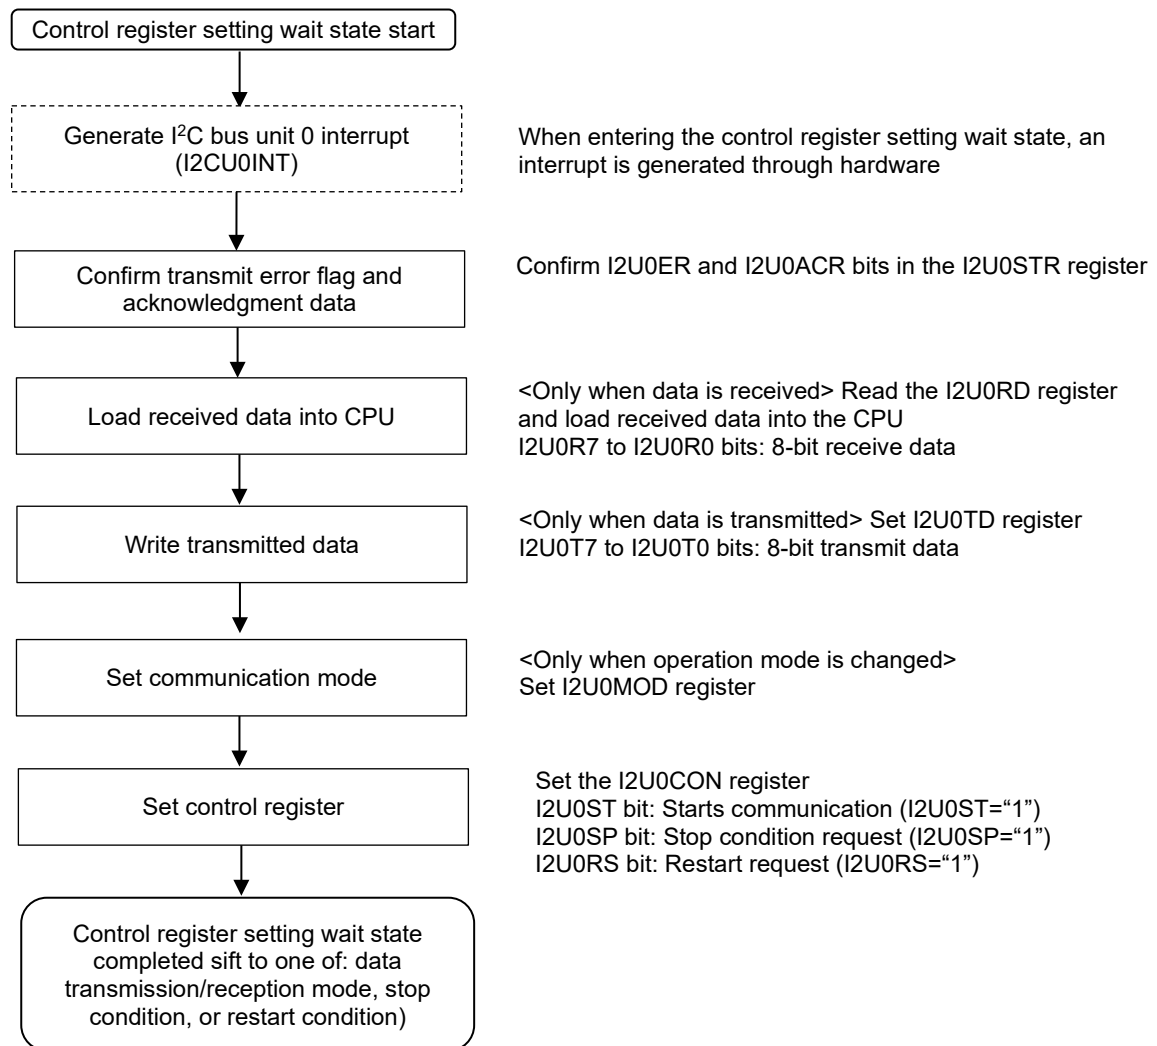 Control register setting wait state start
Generate I²C bus unit 0 interrupt
(I2CU0INT)
When entering the control register setting wait state, an
interrupt is generated through hardware
Confirm transmit error flag and
acknowledgment data
Confirm I2U0ER and I2U0ACR bits in the I2U0STR register
Load received data into CPU
<Only when data is received> Read the I2U0RD register
and load received data into the CPU
I2U0R7 to I2U0R0 bits: 8-bit receive data
Write transmitted data
<Only when data is transmitted> Set I2U0TD register
I2U0T7 to I2U0T0 bits: 8-bit transmit data
Set communication mode
<Only when operation mode is changed>
Set I2U0MOD register
Set control register
Set the I2U0CON register
I2U0ST bit: Starts communication (I2U0ST=“1”)
I2U0SP bit: Stop condition request (I2U0SP=“1”)
I2U0RS bit: Restart request (I2U0RS=“1”)
Control register setting wait state
completed sift to one of: data
transmission/reception mode, stop
condition, or restart condition)